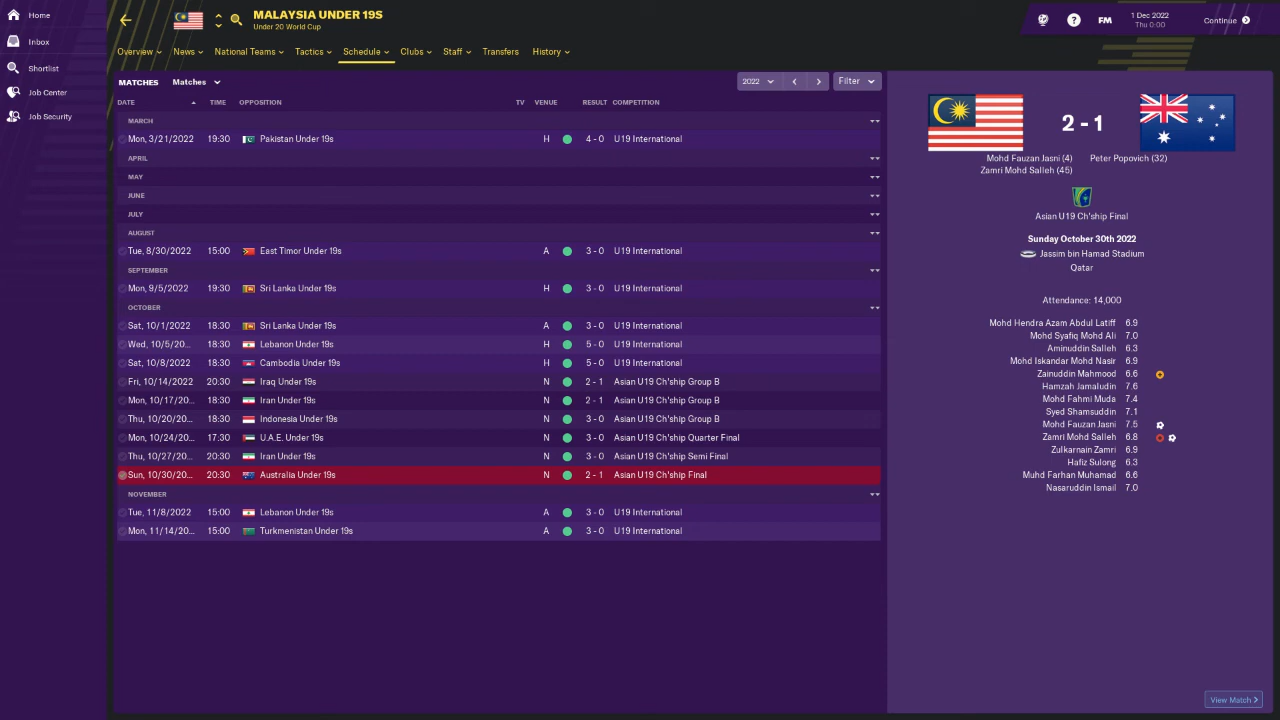 Home
Inbox
Shortlist
Job Center
Job Security
MALAYSIA UNDER 19S
Under 20 World Cup
FM
1 Dec 2022
Thu 0:00
Continue
Overview News National Teams Tactics Schedule Clubs Staff Transfers History
MATCHES Matches 2022 Filter
DATE TIME OPPOSITION TV VENUE RESULT COMPETITION
MARCH
Mon, 3/21/2022 19:30 Pakistan Under 19s H 4 - 0 U19 International
APRIL
MAY
JUNE
JULY
AUGUST
Tue, 8/30/2022 15:00 East Timor Under 19s A 3 - 0 U19 International
SEPTEMBER
Mon, 9/5/2022 19:30 Sri Lanka Under 19s H 3 - 0 U19 International
OCTOBER
Sat, 10/1/2022 18:30 Sri Lanka Under 19s A 3 - 0 U19 International
Wed, 10/5/20... 18:30 Lebanon Under 19s H 5 - 0 U19 International
Sat, 10/8/2022 18:30 Cambodia Under 19s H 5 - 0 U19 International
Fri, 10/14/2022 20:30 Iraq Under 19s N 2 - 1 Asian U19 Ch'ship Group B
Mon, 10/17/20... 18:30 Iran Under 19s N 2 - 1 Asian U19 Ch'ship Group B
Thu, 10/20/20... 18:30 Indonesia Under 19s N 3 - 0 Asian U19 Ch'ship Group B
Mon, 10/24/20... 17:30 U.A.E. Under 19s N 3 - 0 Asian U19 Ch'ship Quarter Final
Thu, 10/27/20... 20:30 Iran Under 19s N 3 - 0 Asian U19 Ch'ship Semi Final
Sun, 10/30/20... 20:30 Australia Under 19s N 2 - 1 Asian U19 Ch'ship Final
NOVEMBER
Tue, 11/8/2022 15:00 Lebanon Under 19s A 3 - 0 U19 International
Mon, 11/14/20... 15:00 Turkmenistan Under 19s A 3 - 0 U19 International
2 - 1
Mohd Fauzan Jasni (4) Peter Popovich (32)
Zamri Mohd Salleh (45)
Asian U19 Ch'ship Final
Sunday October 30th 2022
Jassim bin Hamad Stadium
Qatar
Attendance: 14,000
Mohd Hendra Azam Abdul Latiff 6.9
Mohd Syafiq Mohd Ali 7.0
Aminuddin Salleh 6.3
Mohd Iskandar Mohd Nasir 6.9
Zainuddin Mahmood 6.6
Hamzah Jamaludin 7.6
Mohd Fahmi Muda 7.4
Syed Shamsuddin 7.1
Mohd Fauzan Jasni 7.5
Zamri Mohd Salleh 6.8
Zulkarnain Zamri 6.9
Hafiz Sulong 6.3
Muhd Farhan Muhamad 6.6
Nasaruddin Ismail 7.0
View Match